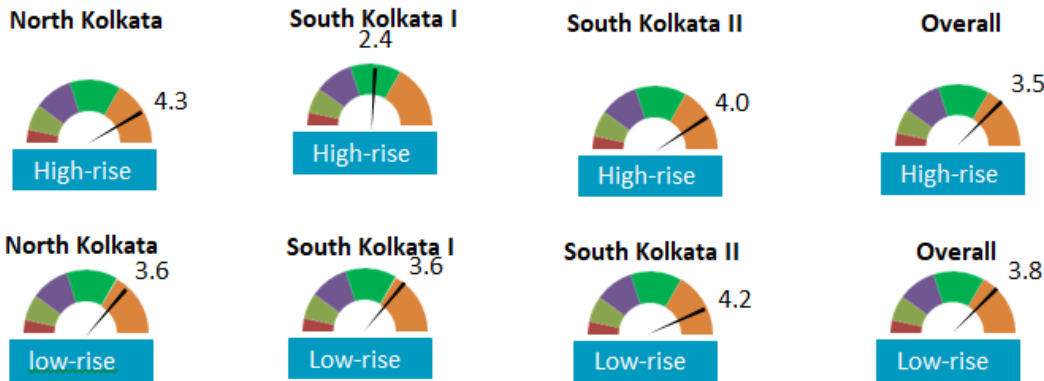 North Kolkata
South Kolkata I
South Kolkata II
Overall
4.3
2.4
4.0
3.5
High-rise
High-rise
High-rise
High-rise
North Kolkata
South Kolkata I
South Kolkata II
Overall
3.6
3.6
4.2
3.8
low-rise
Low-rise
Low-rise
Low-rise